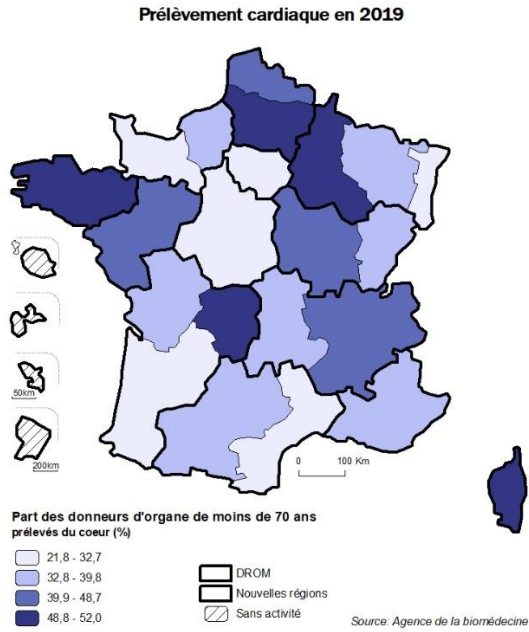 Prélèvement cardiaque en 2019
50km
200km
0 100 Km
Part des donneurs d'organe de moins de 70 ans
prélevés du coeur (%)
21,8 - 32,7
32,8 - 39,8
39,9 - 48,7
48,8 - 52,0
DROM
Nouvelles régions
Sans activité
Source: Agence de la biomédecine